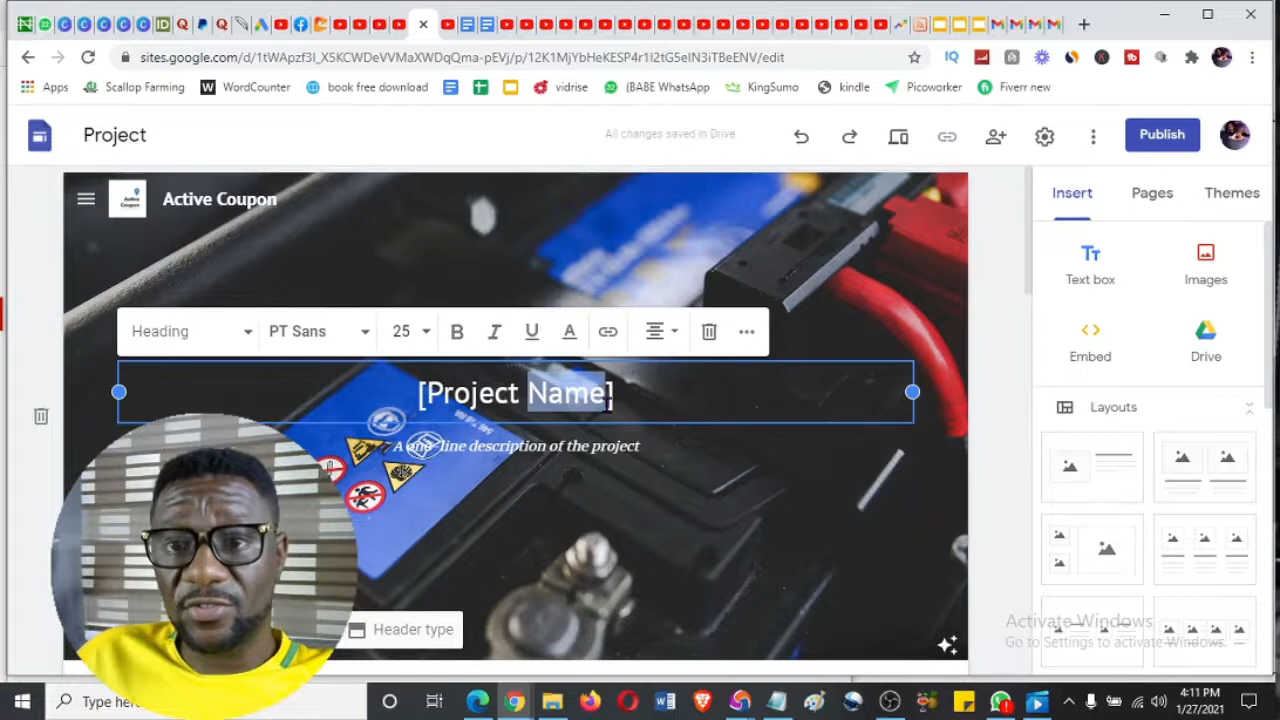 sites.google.com/d/1tWApzf3I_X5KCWDeVVMaXWDqQma-pEVj/p/12K1MjYbHeKESP4r1I2tG5eIN3iTBeENV/edit
Apps Scallop Farming WordCounter book free download vidrise (BABE WhatsApp KingSumo kindle Picoworker Fiverr new
Project
All changes saved in Drive
Publish
Active Coupon
Insert Pages Themes
Text box Images
Heading PT Sans 25 B I U A
Embed Drive
[Project Name]
Layouts
A one-line description of the project
Header type
Activate Windows
Go to Settings to activate Windows.
Type here
4:11 PM
1/27/2021